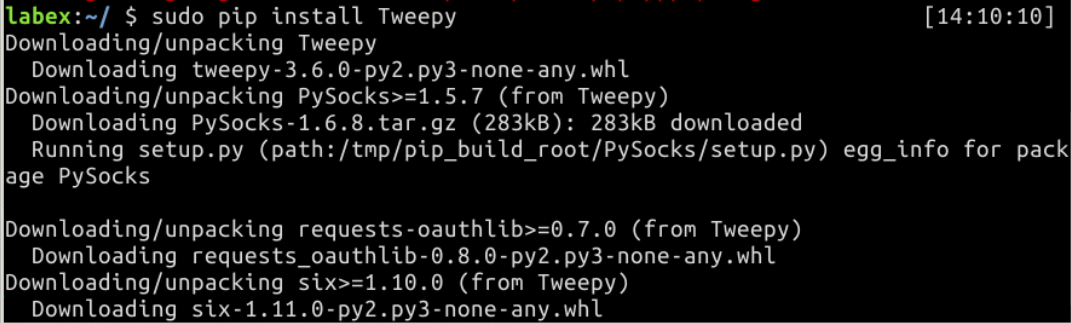 labex:~/ $ sudo pip install Tweepy [14:10:10]
Downloading/unpacking Tweepy
  Downloading tweepy-3.6.0-py2.py3-none-any.whl
Downloading/unpacking PySocks>=1.5.7 (from Tweepy)
  Downloading PySocks-1.6.8.tar.gz (283kB): 283kB downloaded
  Running setup.py (path:/tmp/pip_build_root/PySocks/setup.py) egg_info for pack
age PySocks
Downloading/unpacking requests-oauthlib>=0.7.0 (from Tweepy)
  Downloading requests_oauthlib-0.8.0-py2.py3-none-any.whl
Downloading/unpacking six>=1.10.0 (from Tweepy)
  Downloading six-1.11.0-py2.py3-none-any.whl